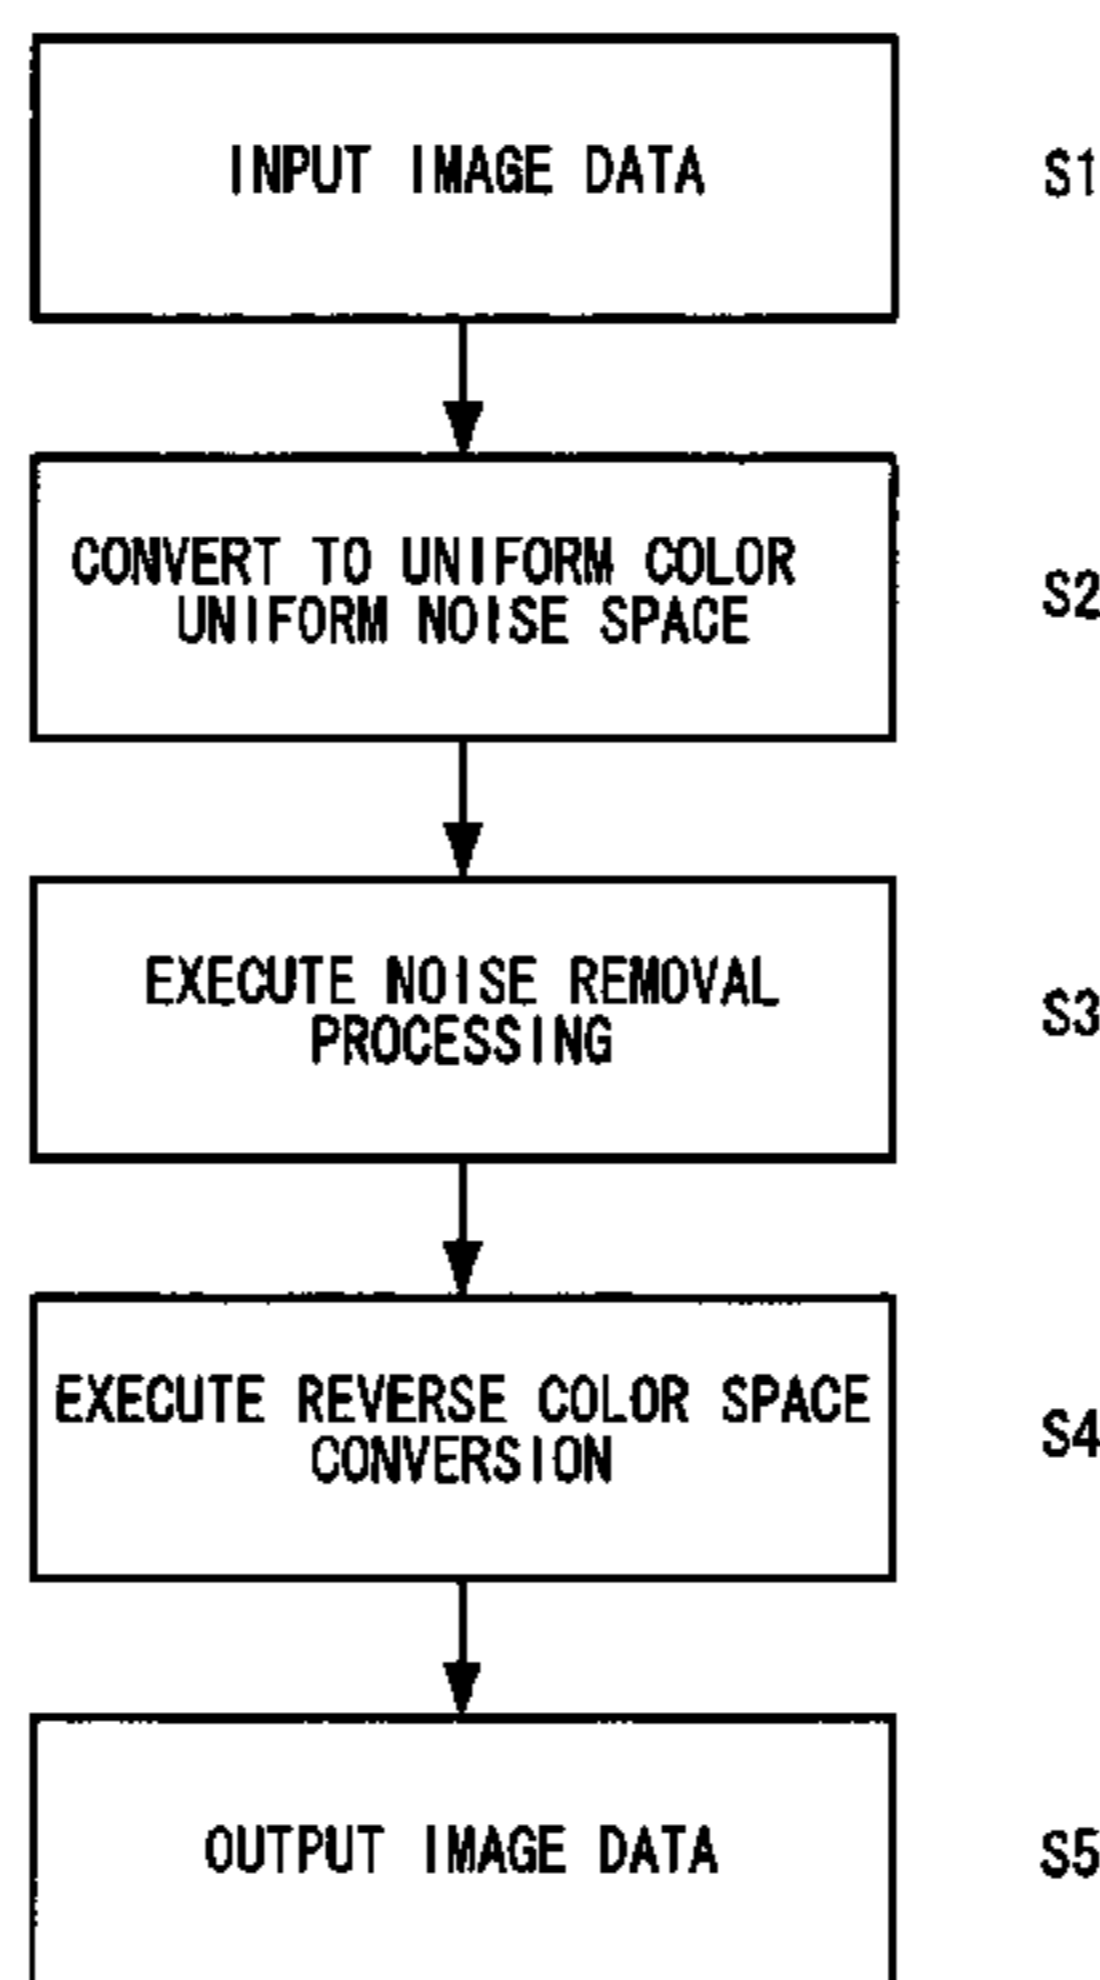 INPUT IMAGE DATA
S1
CONVERT TO UNIFORM COLOR
UNIFORM NOISE SPACE
S2
EXECUTE NOISE REMOVAL
PROCESSING
S3
EXECUTE REVERSE COLOR SPACE
CONVERSION
S4
OUTPUT IMAGE DATA
S5